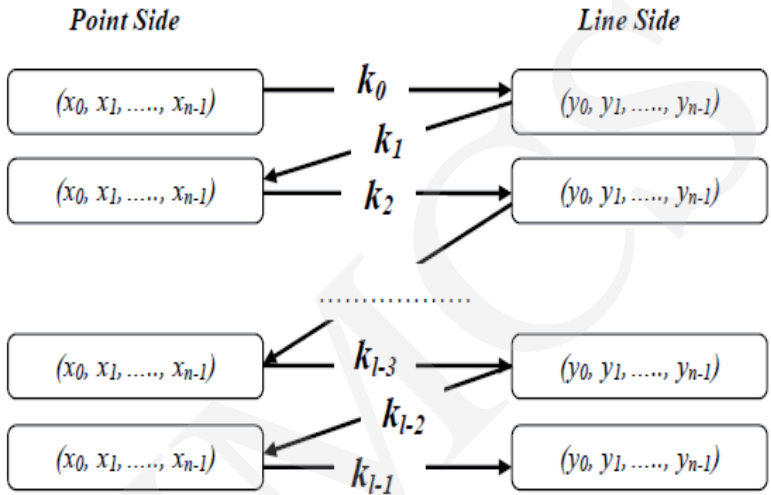 Point Side Line Side
(x0, x1, ....., xn-1) k0 (y0, y1, ....., yn-1)
k1
(x0, x1, ....., xn-1) k2 (y0, y1, ....., yn-1)
..................
(x0, x1, ....., xn-1) kl-3 (y0, y1, ....., yn-1)
kl-2
(x0, x1, ....., xn-1) kl-1 (y0, y1, ....., yn-1)